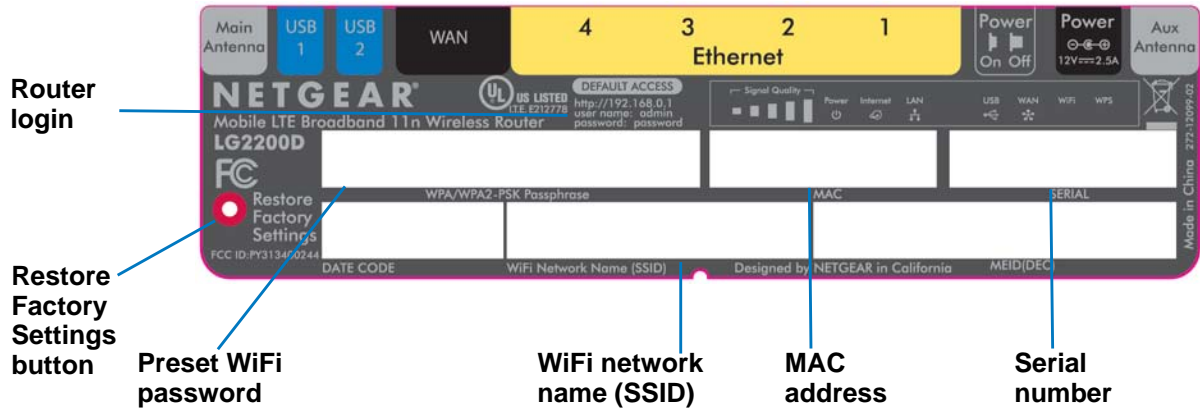 Main
Antenna
USB
1
USB
2
WAN
4 3 2 1
Ethernet
Power
On Off
Power
12V 2.5A
Aux
Antenna
Router
login
NETGEAR®
UL US LISTED
I.T.E. E212778
DEFAULT ACCESS
http://192.168.0.1
user name: admin
password: password
Signal Quality
Power Internet LAN
USB WAN WiFi WPS
Mobile LTE Broadband 11n Wireless Router
LG2200D
FC
WPA/WPA2-PSK Passphrase
MAC
SERIAL
Restore
Factory
Settings
FCC ID:PY313400244
DATE CODE
WiFi Network Name (SSID)
Designed by NETGEAR in California
MEID(DEC)
Made in China 272-12099-02
Restore
Factory
Settings
button
Preset WiFi
password
WiFi network
name (SSID)
MAC
address
Serial
number